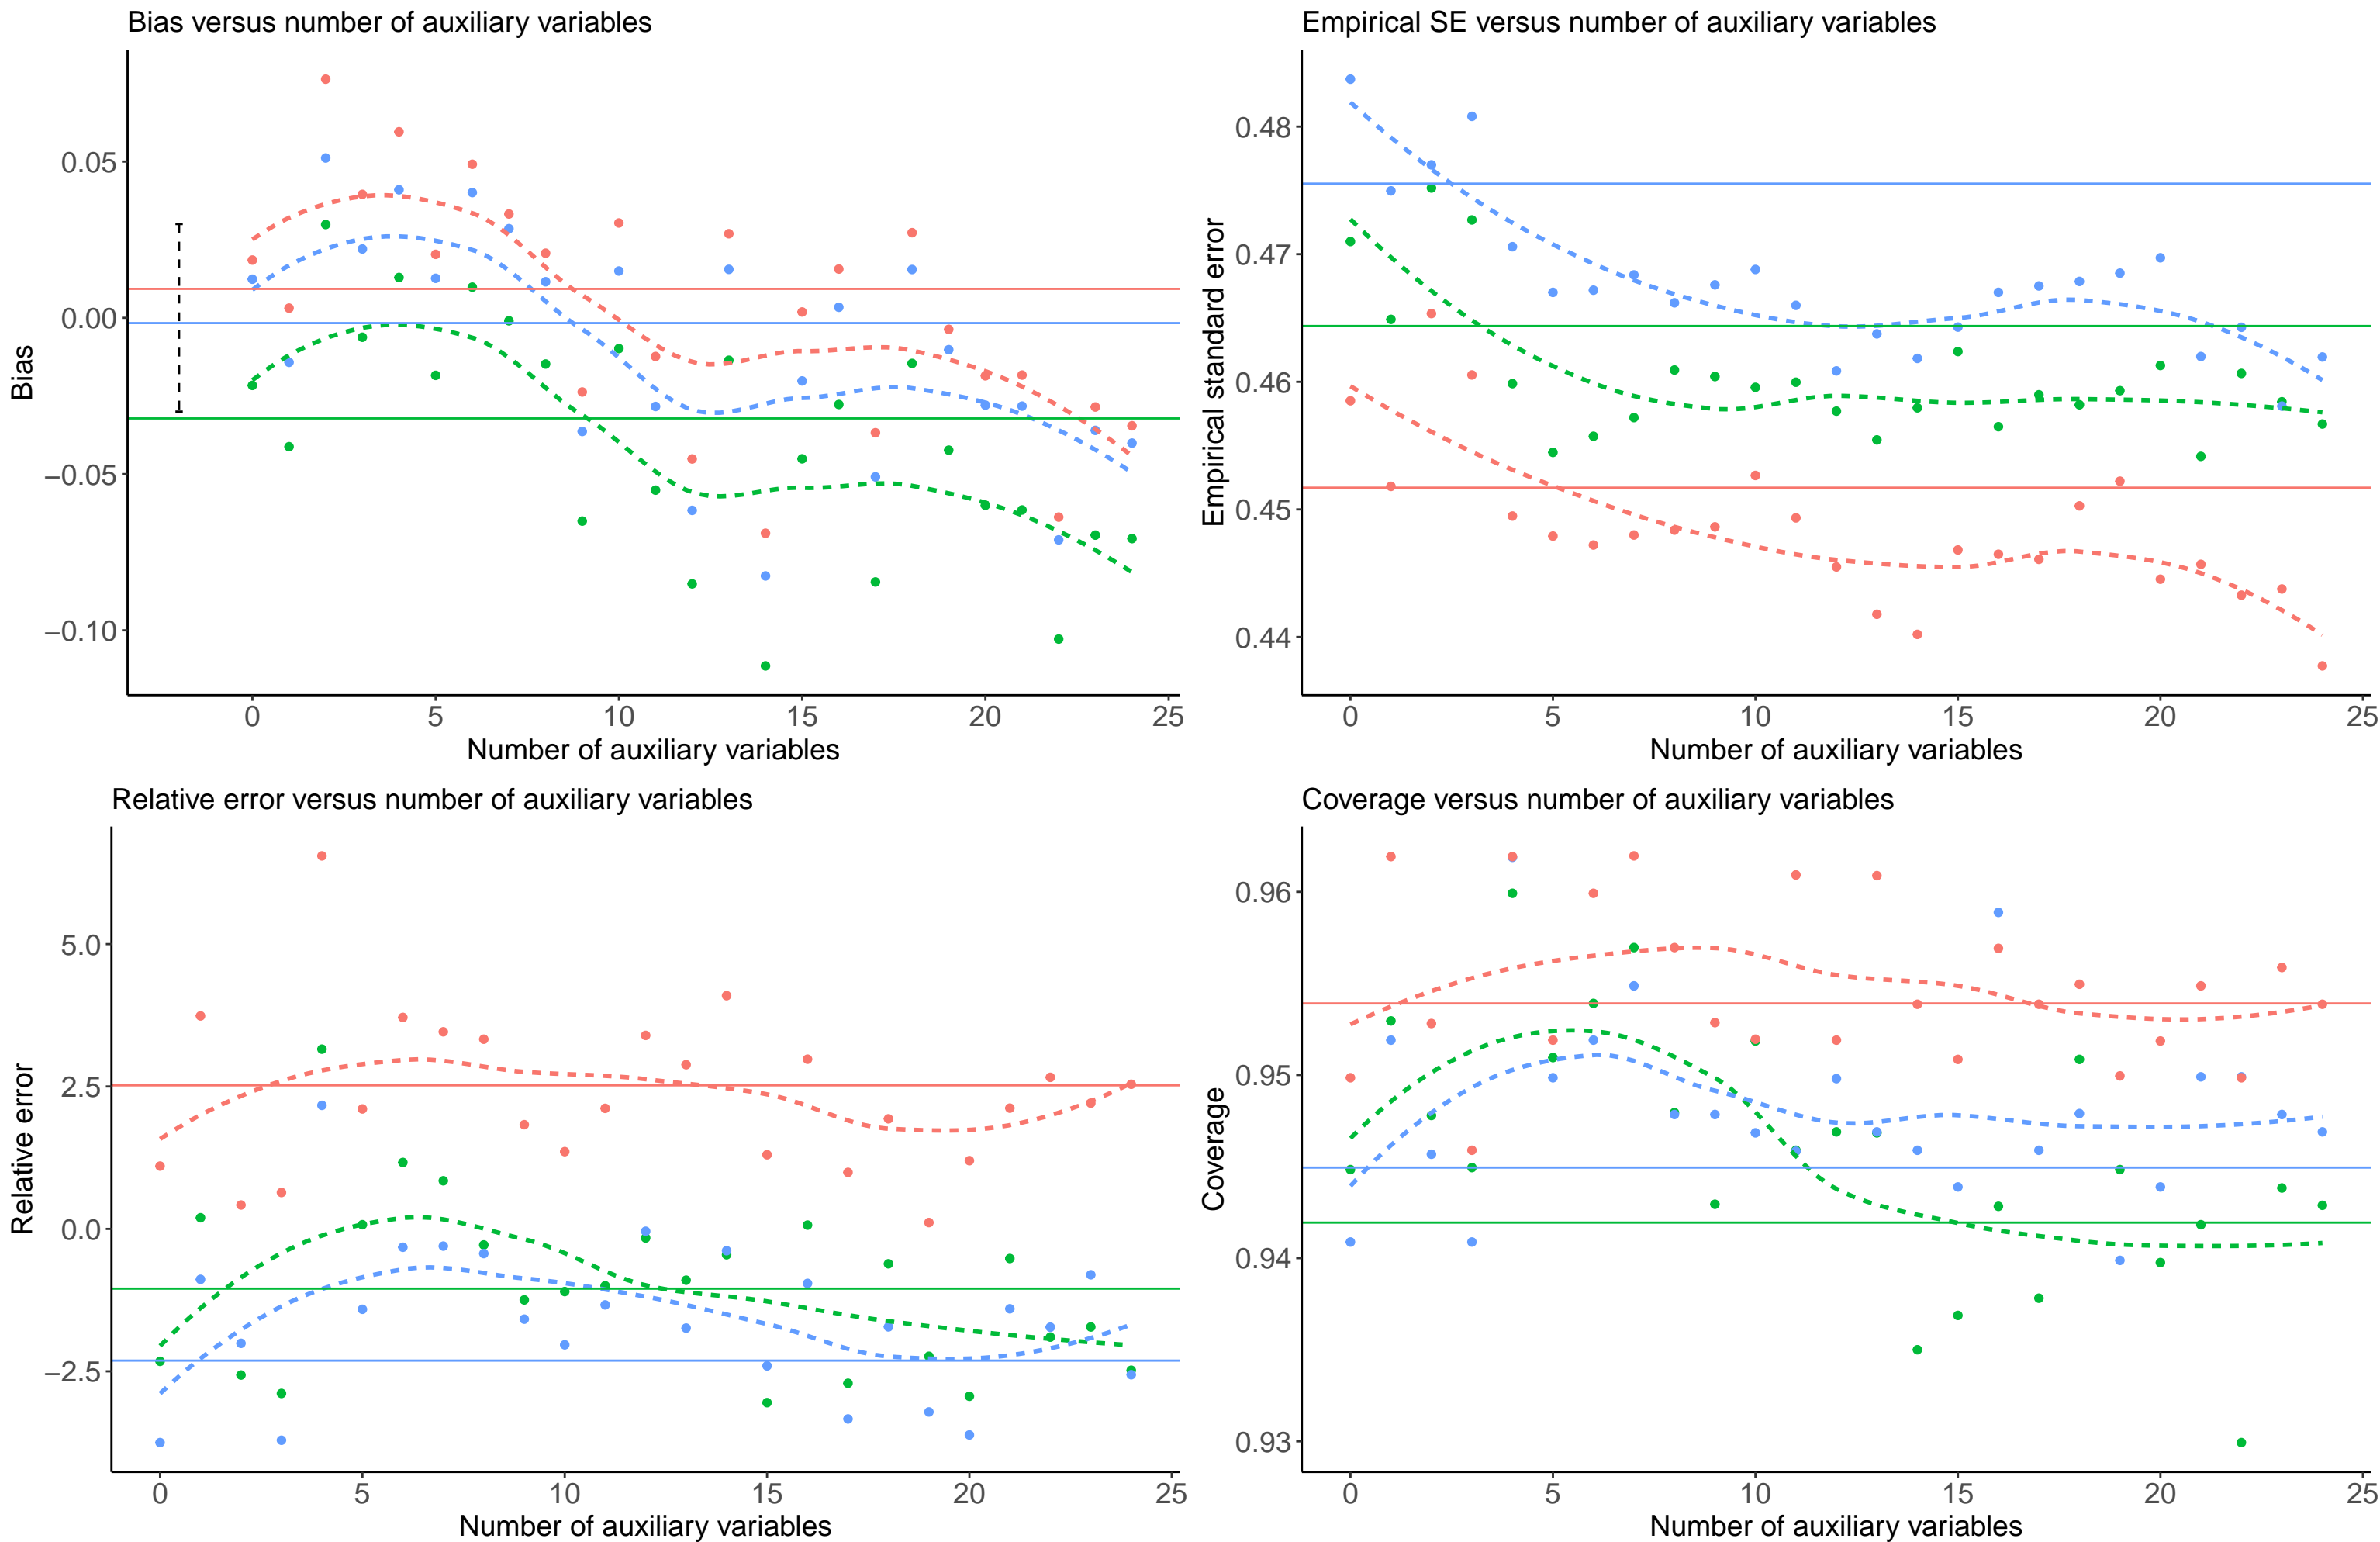 Bias versus number of auxiliary variables
0.05
0.00
−0.05
−0.10
Bias
0 5 10 15 20 25
Number of auxiliary variables
Empirical SE versus number of auxiliary variables
0.48
0.47
0.46
0.45
0.44
Empirical standard error
0 5 10 15 20 25
Number of auxiliary variables
Relative error versus number of auxiliary variables
5.0
2.5
0.0
−2.5
Relative error
0 5 10 15 20 25
Number of auxiliary variables
Coverage versus number of auxiliary variables
0.96
0.95
0.94
0.93
Coverage
0 5 10 15 20 25
Number of auxiliary variables